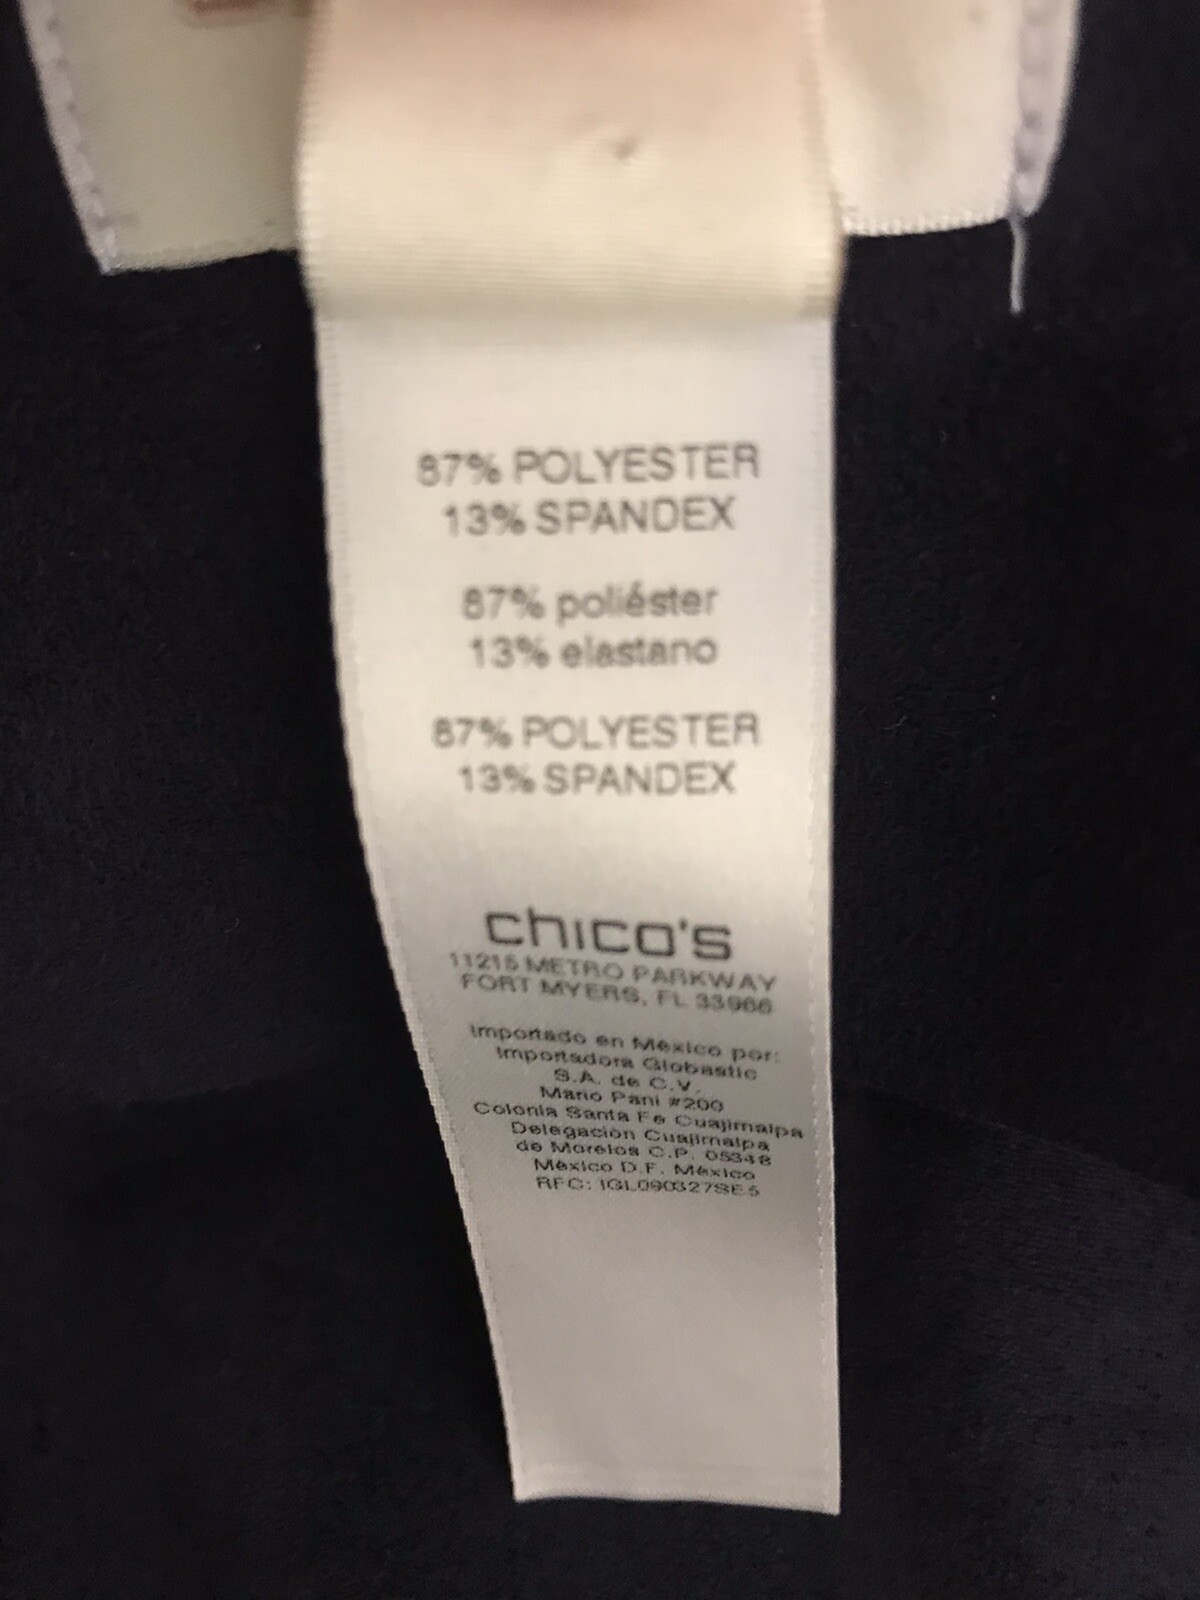 87% POLYESTER
13% SPANDEX
87% poliéster
13% elastano
87% POLYESTER
13% SPANDEX
chico's
11215 METRO PARKWAY
FORT MYERS, FL 33966
Importado en México por:
Importadora Globastic
S.A. de C.V.
Mario Pani #200
Colonia Santa Fe Cuajimalpa
Delegación Cuajimalpa
de Morelos C.P. 05348
México D.F. México
RFC: IGL090327SE5